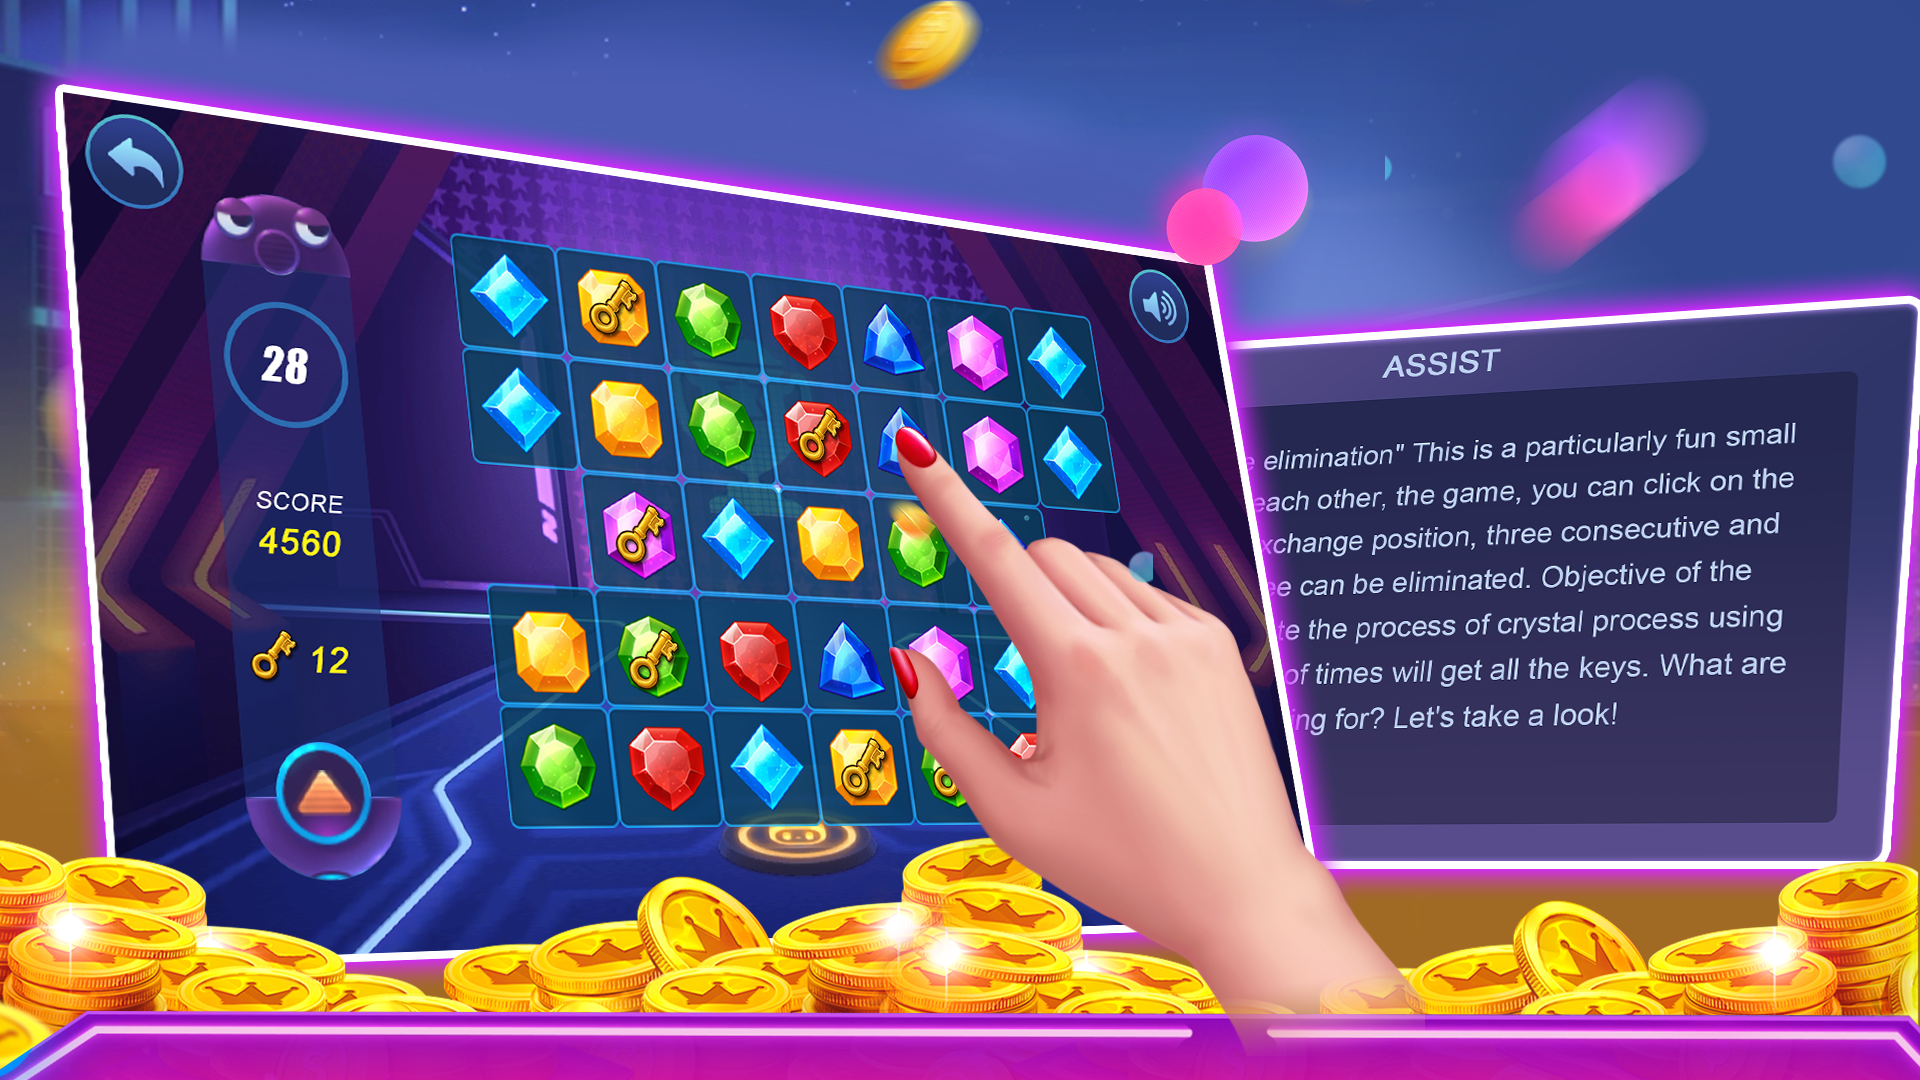 28
SCORE
4560
12
ASSIST
elimination" This is a particularly fun small
each other, the game, you can click on the
xchange position, three consecutive and
ee can be eliminated. Objective of the
te the process of crystal process using
of times will get all the keys. What are
ing for? Let's take a look!